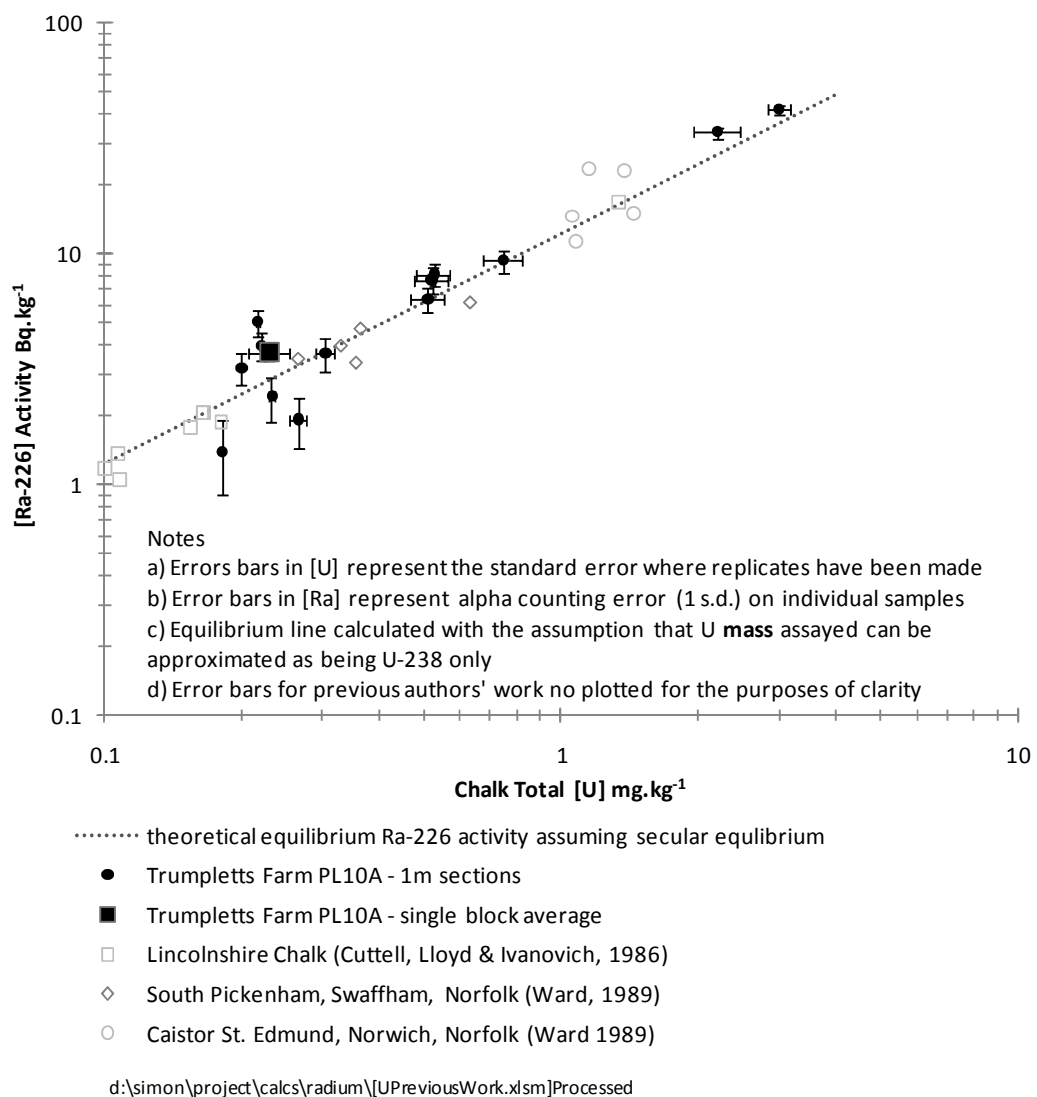 100
10
1
0.1
[Ra-226] Activity Bq.kg-1
Notes
a) Errors bars in [U] represent the standard error where replicates have been made
b) Error bars in [Ra] represent alpha counting error (1 s.d.) on individual samples
c) Equilibrium line calculated with the assumption that U mass assayed can be
approximated as being U-238 only
d) Error bars for previous authors' work no plotted for the purposes of clarity
0.1 1 10
Chalk Total [U] mg.kg-1
theoretical equilibrium Ra-226 activity assuming secular equlibrium
Trumpletts Farm PL10A - 1m sections
Trumpletts Farm PL10A - single block average
Lincolnshire Chalk (Cuttell, Lloyd & Ivanovich, 1986)
South Pickenham, Swaffham, Norfolk (Ward, 1989)
Caistor St. Edmund, Norwich, Norfolk (Ward 1989)
d:\simon\project\calcs\radium\[UPreviousWork.xlsm]Processed